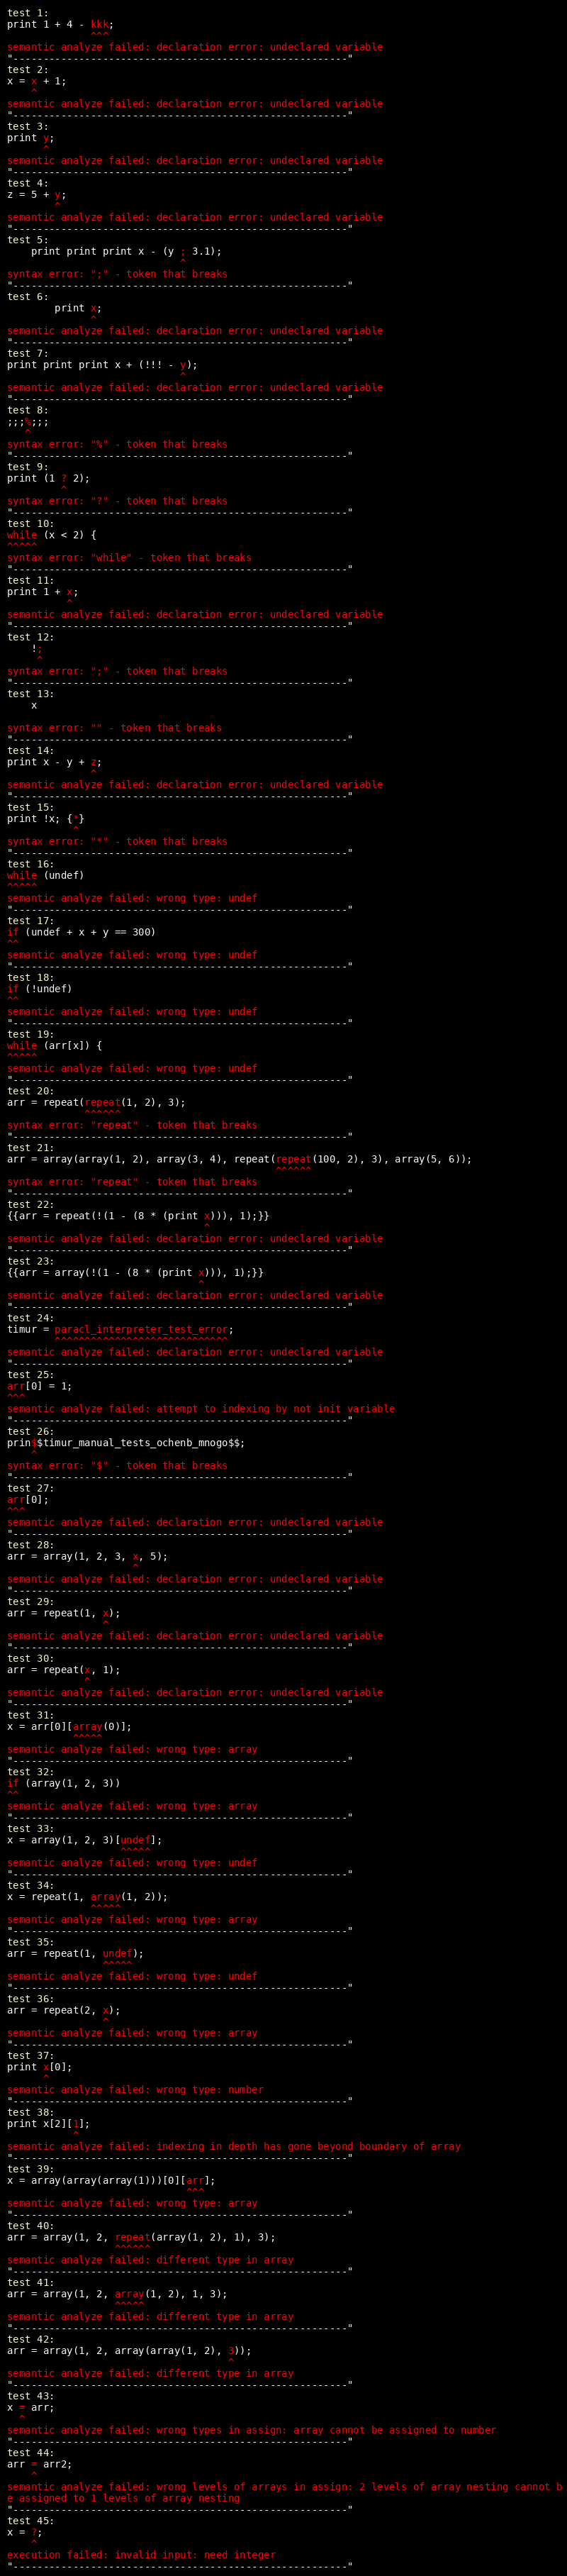 test 1:
print 1 + 4 - kkk;
              ^^^
semantic analyze failed: declaration error: undeclared variable
"--------------------------------------------------------"
test 2:
x = x + 1;
    ^
semantic analyze failed: declaration error: undeclared variable
"--------------------------------------------------------"
test 3:
print y;
      ^
semantic analyze failed: declaration error: undeclared variable
"--------------------------------------------------------"
test 4:
z = 5 + y;
        ^
semantic analyze failed: declaration error: undeclared variable
"--------------------------------------------------------"
test 5:
    print print print x - (y ; 3.1);
                             ^
syntax error: ";" - token that breaks
"--------------------------------------------------------"
test 6:
        print x;
              ^
semantic analyze failed: declaration error: undeclared variable
"--------------------------------------------------------"
test 7:
print print print x + (!!! - y);
                             ^
semantic analyze failed: declaration error: undeclared variable
"--------------------------------------------------------"
test 8:
;;;%;;;
   ^
syntax error: "%" - token that breaks
"--------------------------------------------------------"
test 9:
print (1 ? 2);
         ^
syntax error: "?" - token that breaks
"--------------------------------------------------------"
test 10:
while (x < 2) {
^^^^^
syntax error: "while" - token that breaks
"--------------------------------------------------------"
test 11:
print 1 + x;
          ^
semantic analyze failed: declaration error: undeclared variable
"--------------------------------------------------------"
test 12:
    !;
     ^
syntax error: ";" - token that breaks
"--------------------------------------------------------"
test 13:
    x
syntax error: "" - token that breaks
"--------------------------------------------------------"
test 14:
print x - y + z;
              ^
semantic analyze failed: declaration error: undeclared variable
"--------------------------------------------------------"
test 15:
print !x; {*}
           ^
syntax error: "*" - token that breaks
"--------------------------------------------------------"
test 16:
while (undef)
^^^^^
semantic analyze failed: wrong type: undef
"--------------------------------------------------------"
test 17:
if (undef + x + y == 300)
^^
semantic analyze failed: wrong type: undef
"--------------------------------------------------------"
test 18:
if (!undef)
^^
semantic analyze failed: wrong type: undef
"--------------------------------------------------------"
test 19:
while (arr[x]) {
^^^^^
semantic analyze failed: wrong type: undef
"--------------------------------------------------------"
test 20:
arr = repeat(repeat(1, 2), 3);
             ^^^^^^
syntax error: "repeat" - token that breaks
"--------------------------------------------------------"
test 21:
arr = array(array(1, 2), array(3, 4), repeat(repeat(100, 2), 3), array(5, 6));
                                             ^^^^^^
syntax error: "repeat" - token that breaks
"--------------------------------------------------------"
test 22:
{{arr = repeat(!(1 - (8 * (print x))), 1);}}
                                 ^
semantic analyze failed: declaration error: undeclared variable
"--------------------------------------------------------"
test 23:
{{arr = array(!(1 - (8 * (print x))), 1);}}
                                ^
semantic analyze failed: declaration error: undeclared variable
"--------------------------------------------------------"
test 24:
timur = paracl_interpreter_test_error;
        ^^^^^^^^^^^^^^^^^^^^^^^^^^^^^
semantic analyze failed: declaration error: undeclared variable
"--------------------------------------------------------"
test 25:
arr[0] = 1;
^^^
semantic analyze failed: attempt to indexing by not init variable
"--------------------------------------------------------"
test 26:
prin$$timur_manual_tests_ochenb_mnogo$$;
    ^
syntax error: "$" - token that breaks
"--------------------------------------------------------"
test 27:
arr[0];
^^^
semantic analyze failed: declaration error: undeclared variable
"--------------------------------------------------------"
test 28:
arr = array(1, 2, 3, x, 5);
                     ^
semantic analyze failed: declaration error: undeclared variable
"--------------------------------------------------------"
test 29:
arr = repeat(1, x);
                ^
semantic analyze failed: declaration error: undeclared variable
"--------------------------------------------------------"
test 30:
arr = repeat(x, 1);
             ^
semantic analyze failed: declaration error: undeclared variable
"--------------------------------------------------------"
test 31:
x = arr[0][array(0)];
           ^^^^^
semantic analyze failed: wrong type: array
"--------------------------------------------------------"
test 32:
if (array(1, 2, 3))
^^
semantic analyze failed: wrong type: array
"--------------------------------------------------------"
test 33:
x = array(1, 2, 3)[undef];
                   ^^^^^
semantic analyze failed: wrong type: undef
"--------------------------------------------------------"
test 34:
x = repeat(1, array(1, 2));
              ^^^^^
semantic analyze failed: wrong type: array
"--------------------------------------------------------"
test 35:
arr = repeat(1, undef);
                ^^^^^
semantic analyze failed: wrong type: undef
"--------------------------------------------------------"
test 36:
arr = repeat(2, x);
                ^
semantic analyze failed: wrong type: array
"--------------------------------------------------------"
test 37:
print x[0];
      ^
semantic analyze failed: wrong type: number
"--------------------------------------------------------"
test 38:
print x[2][1];
           ^
semantic analyze failed: indexing in depth has gone beyond boundary of array
"--------------------------------------------------------"
test 39:
x = array(array(array(1)))[0][arr];
                              ^^^
semantic analyze failed: wrong type: array
"--------------------------------------------------------"
test 40:
arr = array(1, 2, repeat(array(1, 2), 1), 3);
                  ^^^^^^
semantic analyze failed: different type in array
"--------------------------------------------------------"
test 41:
arr = array(1, 2, array(1, 2), 1, 3);
                  ^^^^^
semantic analyze failed: different type in array
"--------------------------------------------------------"
test 42:
arr = array(1, 2, array(array(1, 2), 3));
                                     ^
semantic analyze failed: different type in array
"--------------------------------------------------------"
test 43:
x = arr;
  ^
semantic analyze failed: wrong types in assign: array cannot be assigned to number
"--------------------------------------------------------"
test 44:
arr = arr2;
    ^
semantic analyze failed: wrong levels of arrays in assign: 2 levels of array nesting cannot b
e assigned to 1 levels of array nesting
"--------------------------------------------------------"
test 45:
x = ?;
    ^
execution failed: invalid input: need integer
"--------------------------------------------------------"